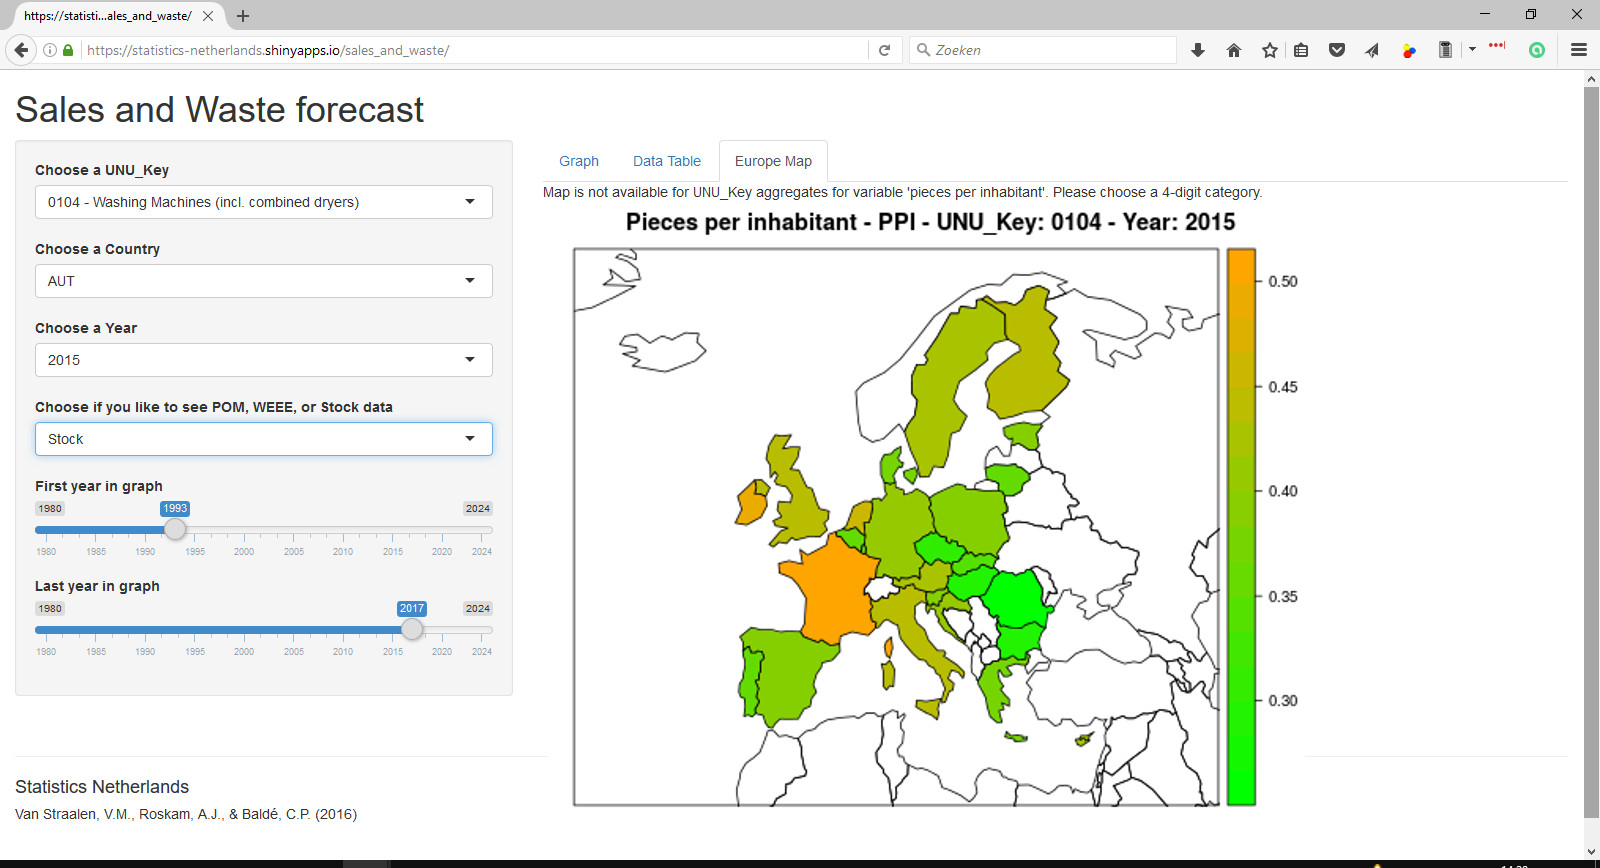 https://statisti...ales_and_waste/
https://statistics-netherlands.shinyapps.io/sales_and_waste/
Zoeken
Sales and Waste forecast
Choose a UNU_Key
0104 - Washing Machines (incl. combined dryers)
Choose a Country
AUT
Choose a Year
2015
Choose if you like to see POM, WEEE, or Stock data
Stock
First year in graph
1980 1993 2024
1980 1985 1990 1995 2000 2005 2010 2015 2020 2024
Last year in graph
1980 2017 2024
1980 1985 1990 1995 2000 2005 2010 2015 2020 2024
Graph Data Table Europe Map
Map is not available for UNU_Key aggregates for variable 'pieces per inhabitant'. Please choose a 4-digit category.
Pieces per inhabitant - PPI - UNU_Key: 0104 - Year: 2015
0.50
0.45
0.40
0.35
0.30
Statistics Netherlands
Van Straalen, V.M., Roskam, A.J., & Baldé, C.P. (2016)